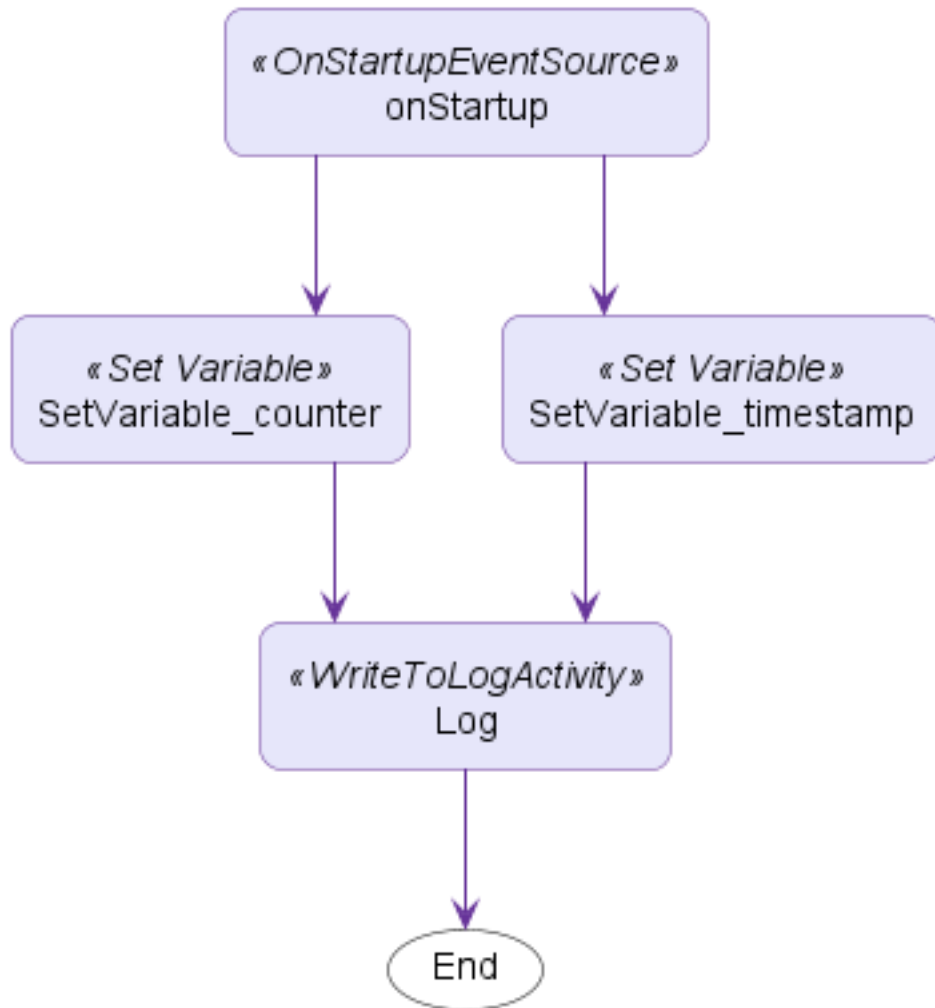 «OnStartupEventSource»
onStartup
«Set Variable»
SetVariable_counter
«Set Variable»
SetVariable_timestamp
«WriteToLogActivity»
Log
End